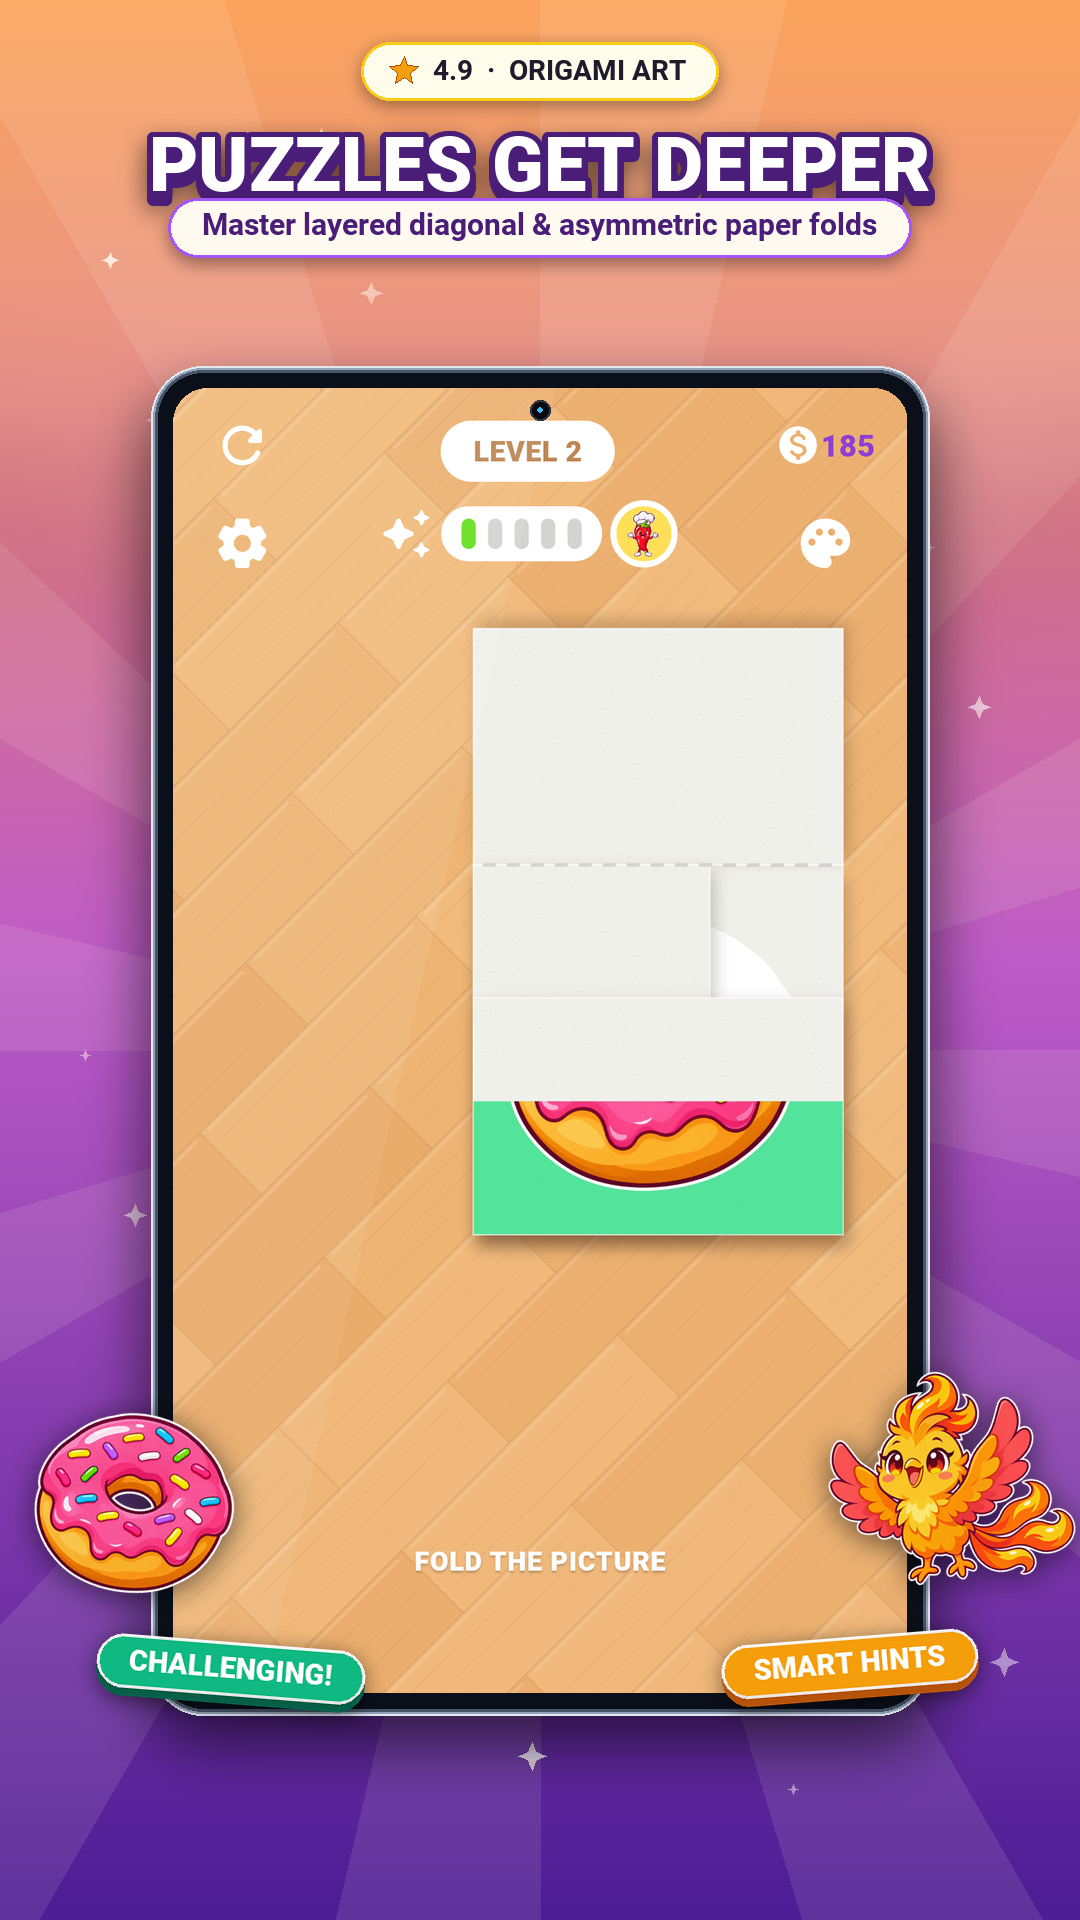 4.9 · ORIGAMI ART
PUZZLES GET DEEPER
Master layered diagonal & asymmetric paper folds
LEVEL 2
$ 185
FOLD THE PICTURE
CHALLENGING!
SMART HINTS